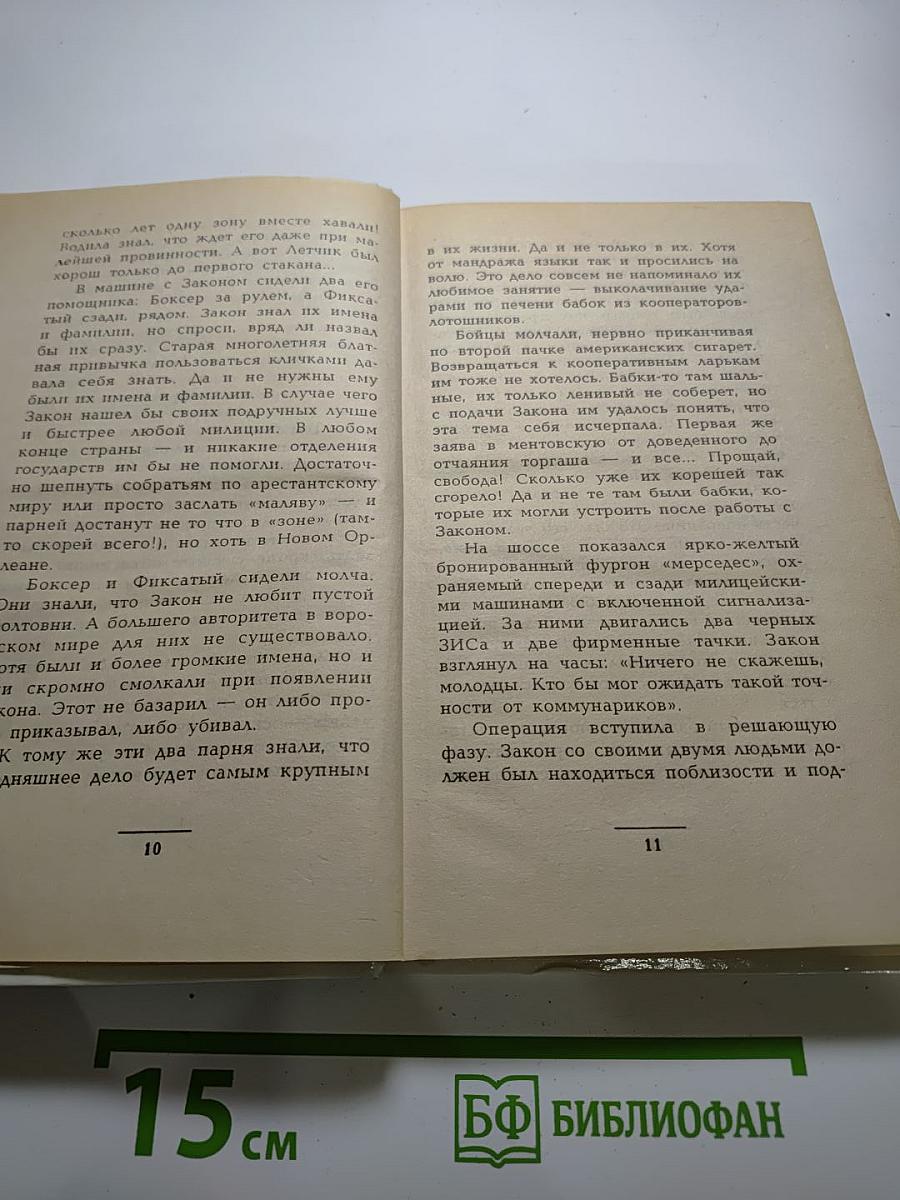 сколько лет одну зону вместе хавали!
Водила знал, что ждет его даже при ма-
лейшей провинности. А вот Летчик был
хорош только до первого стакана...
В машине с Законом сидели два его
помощника: Боксер за рулем, а Фикса-
тый сзади, рядом. Закон знал их имена
и фамилии, но спроси, вряд ли назвал
бы их сразу. Старая многолетняя блат-
ная привычка пользоваться кличками да-
вала себя знать. Да и не нужны ему
были их имена и фамилии. В случае чего
Закон нашел бы своих подручных лучше
и быстрее любой милиции. В любом
конце страны — и никакие отделения
государств им бы не помогли. Достаточ-
но шепнуть собратьям по арестантскому
миру или просто заслать «маляву» — и
парней достанут не то что в «зоне» (там-
то скорей всего!), но хоть в Новом Ор-
леане.
Боксер и Фиксатый сидели молча.
Они знали, что Закон не любит пустой
олтовни. А большего авторитета в воро-
ском мире для них не существовало.
отя были и более громкие имена, но и
и скромно смолкали при появлении
кона. Этот не базарил — он либо про-
приказывал, либо убивал.
К тому же эти два парня знали, что
одняшнее дело будет самым крупным
10
в их жизни. Да и не только в их. Хотя
от мандража языки так и просились на
волю. Это дело совсем не напоминало их
любимое занятие — выколачивание уда-
рами по печени бабок из кооператоров-
лотошников.
Бойцы молчали, нервно приканчивая
по второй пачке американских сигарет.
Возвращаться к кооперативным ларькам
им тоже не хотелось. Бабки-то там шаль-
ные, их только ленивый не соберет, но
с подачи Закона им удалось понять, что
эта тема себя исчерпала. Первая же
заява в ментовскую от доведенного до
отчаяния торгаша — и все... Прощай,
свобода! Сколько уже их корешей так
сгорело! Да и не те там были бабки, ко-
торые их могли устроить после работы с
Законом.
На шоссе показался ярко-желтый
бронированный фургон «мерседес», ох-
раняемый спереди и сзади милицейски-
ми машинами с включенной сигнализа-
цией. За ними двигались два черных
ЗИСа и две фирменные тачки. Закон
взглянул на часы: «Ничего не скажешь,
молодцы. Кто бы мог ожидать такой точ-
ности от коммунариков».
Операция вступила в решающую
фазу. Закон со своими двумя людьми до-
лжен был находиться поблизости и под-
11
15 см
БФ БИБЛИОФАН